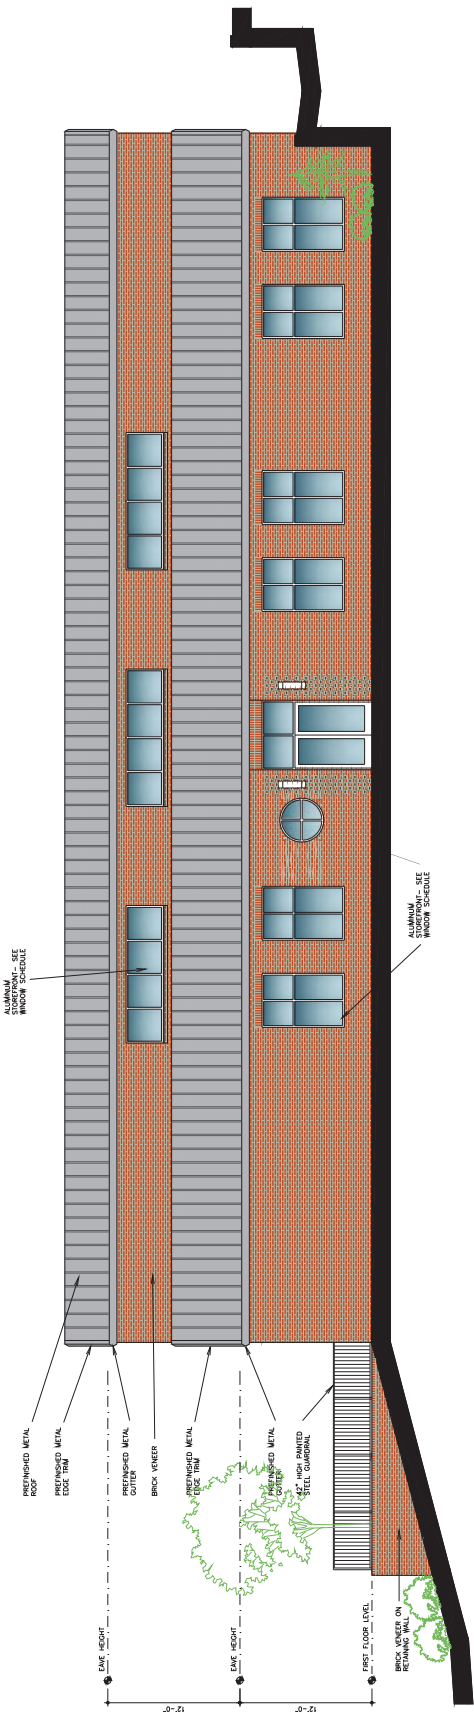 ALUMINUM
STOREFRONT- SEE
WINDOW SCHEDULE
PREFINISHED METAL
ROOF
PREFINISHED METAL
EDGE TRIM
PREFINISHED METAL
GUTTER
BRICK VENEER
PREFINISHED METAL
EDGE TRIM
PREFINISHED METAL
GUTTER
42" HIGH PAINTED
STEEL GUARDRAIL
EAVE HEIGHT
EAVE HEIGHT
FIRST FLOOR LEVEL
12'-0"
12'-0"
BRICK VENEER ON
RETAINING WALL
ALUMINUM
STOREFRONT- SEE
WINDOW SCHEDULE